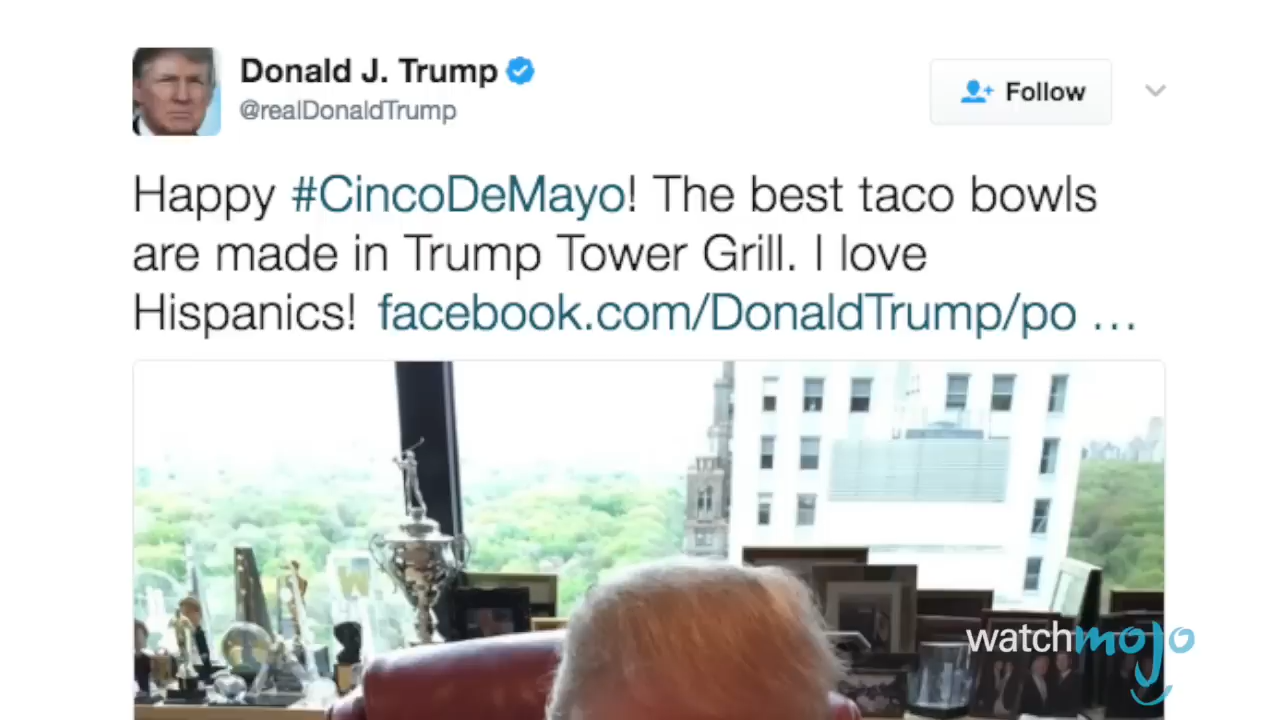 Donald J. Trump
@realDonaldTrump
Follow
Happy #CincoDeMayo! The best taco bowls
are made in Trump Tower Grill. I love
Hispanics! facebook.com/DonaldTrump/po ...
watchmojo